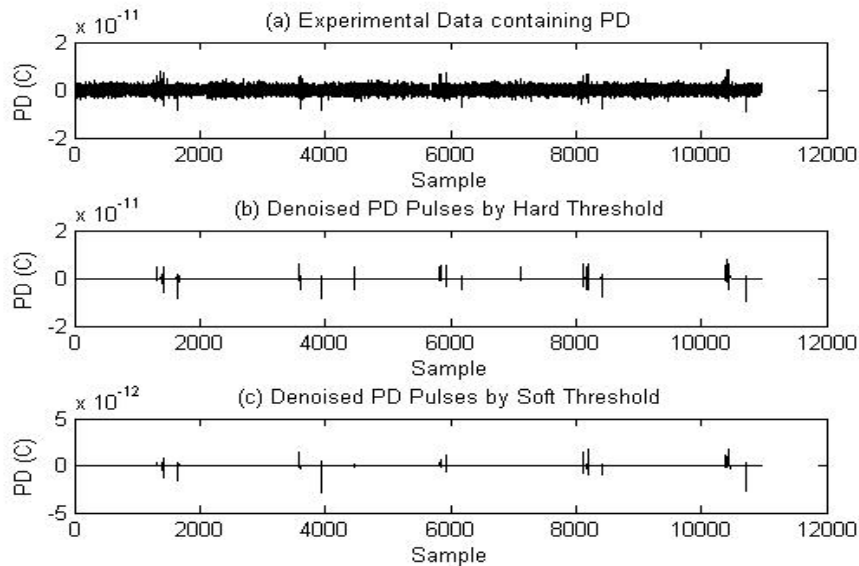 (a) Experimental Data containing PD
x 10^-11
2
0
-2
PD (C)
0 2000 4000 6000 8000 10000 12000
Sample
(b) Denoised PD Pulses by Hard Threshold
x 10^-11
2
0
-2
PD (C)
0 2000 4000 6000 8000 10000 12000
Sample
(c) Denoised PD Pulses by Soft Threshold
x 10^-12
5
0
-5
PD (C)
0 2000 4000 6000 8000 10000 12000
Sample